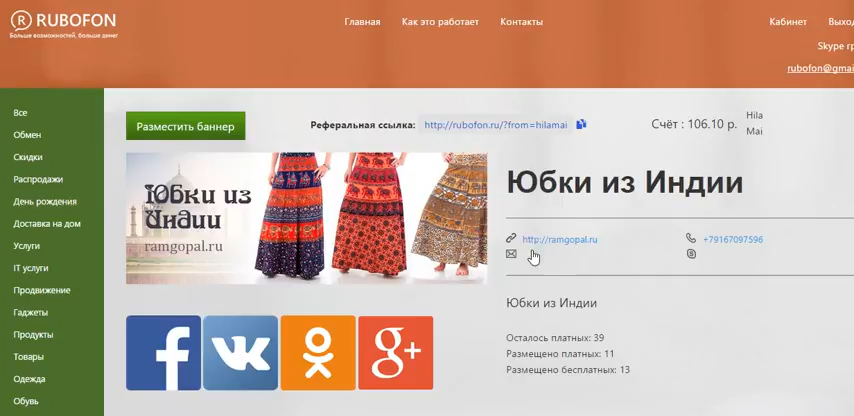 RUBOFON
Больше возможностей, больше денег
Главная
Как это работает
Контакты
Кабинет
Выход
Skype гр
rubofon@gmai
Все
Обмен
Скидки
Распродажи
День рождения
Доставка на дом
Услуги
IT услуги
Продвижение
Гаджеты
Продукты
Товары
Одежда
Обувь
Разместить баннер
Реферальная ссылка: http://rubofon.ru/?from=hilamai
Счёт : 106.10 р.
Hila
Mai
Юбки из
Индии
ramgopal.ru
Юбки из Индии
http://ramgopal.ru
+79167097596
Юбки из Индии
Осталось платных: 39
Размещено платных: 11
Размещено бесплатных: 13